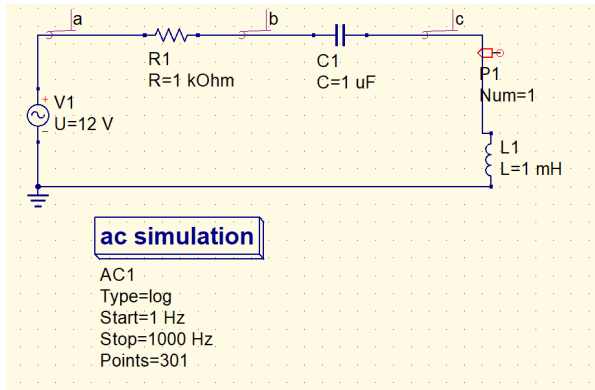 a
b
c
R1
R=1 kOhm
C1
C=1 uF
P1
Num=1
+
V1
U=12 V
-
L1
L=1 mH
ac simulation
AC1
Type=log
Start=1 Hz
Stop=1000 Hz
Points=301